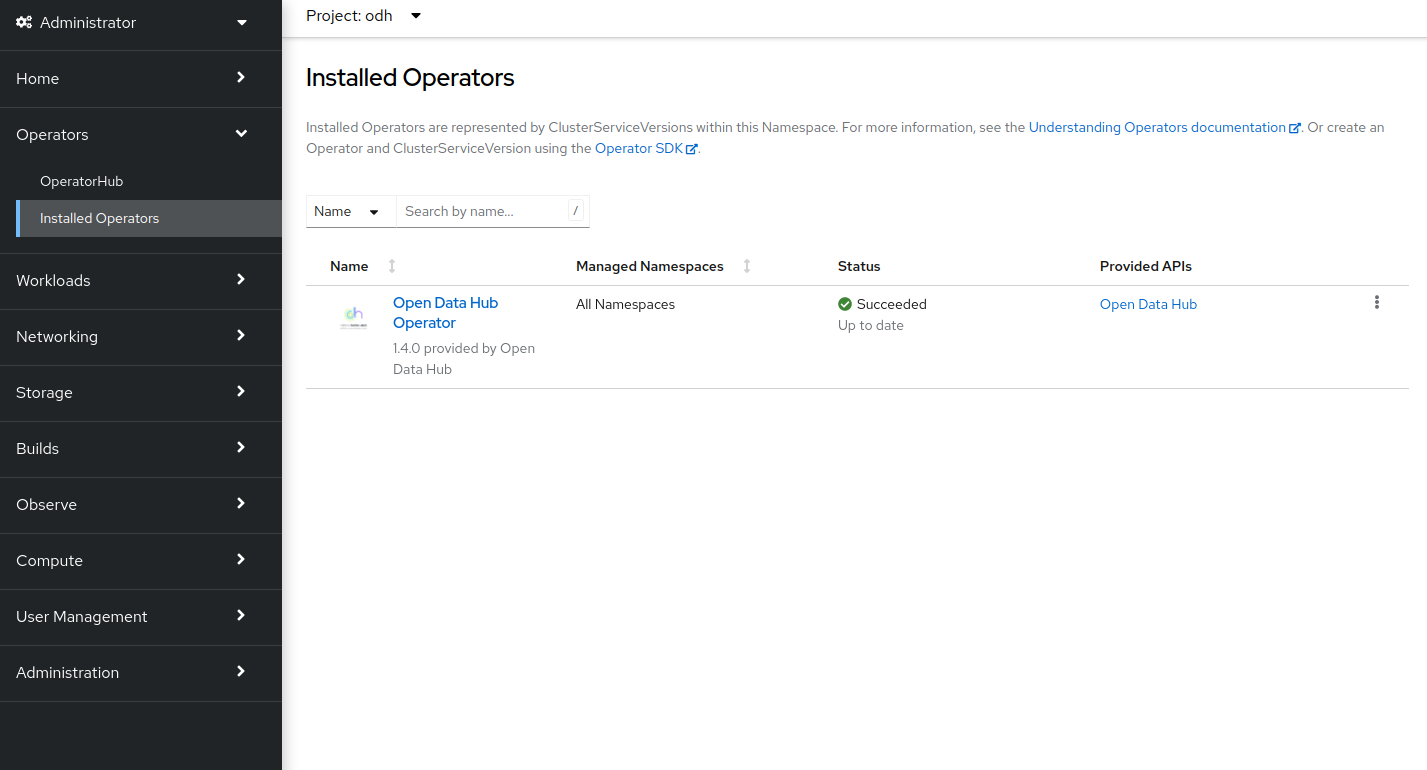 Administrator
Home
Operators
OperatorHub
Installed Operators
Workloads
Networking
Storage
Builds
Observe
Compute
User Management
Administration
Project: odh
Installed Operators
Installed Operators are represented by ClusterServiceVersions within this Namespace. For more information, see the Understanding Operators documentation. Or create an
Operator and ClusterServiceVersion using the Operator SDK.
Name Search by name... /
Name Managed Namespaces Status Provided APIs
Open Data Hub
Operator
1.4.0 provided by Open
Data Hub
All Namespaces
Succeeded
Up to date
Open Data Hub